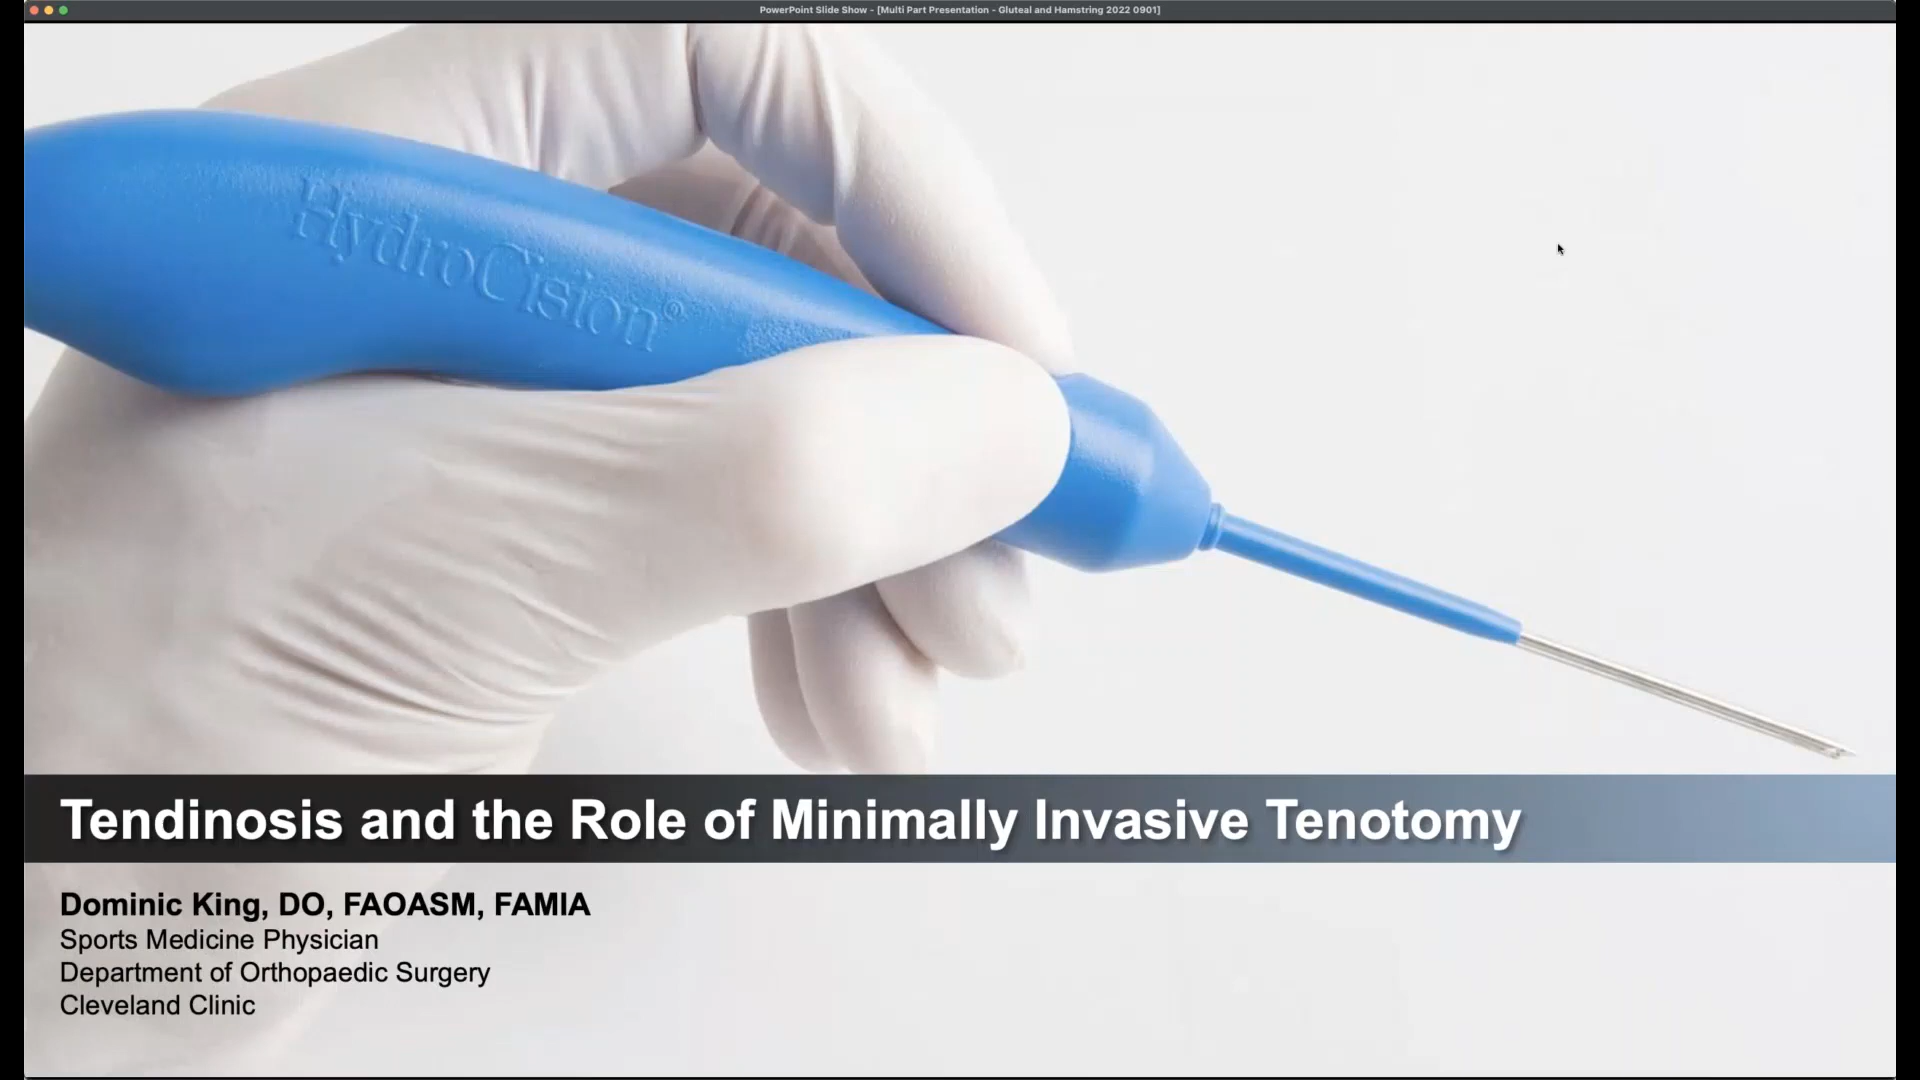 PowerPoint Slide Show - [Multi Part Presentation - Gluteal and Hamstring 2022 0901]
HydroCision®
Tendinosis and the Role of Minimally Invasive Tenotomy
Dominic King, DO, FAOASM, FAMIA
Sports Medicine Physician
Department of Orthopaedic Surgery
Cleveland Clinic